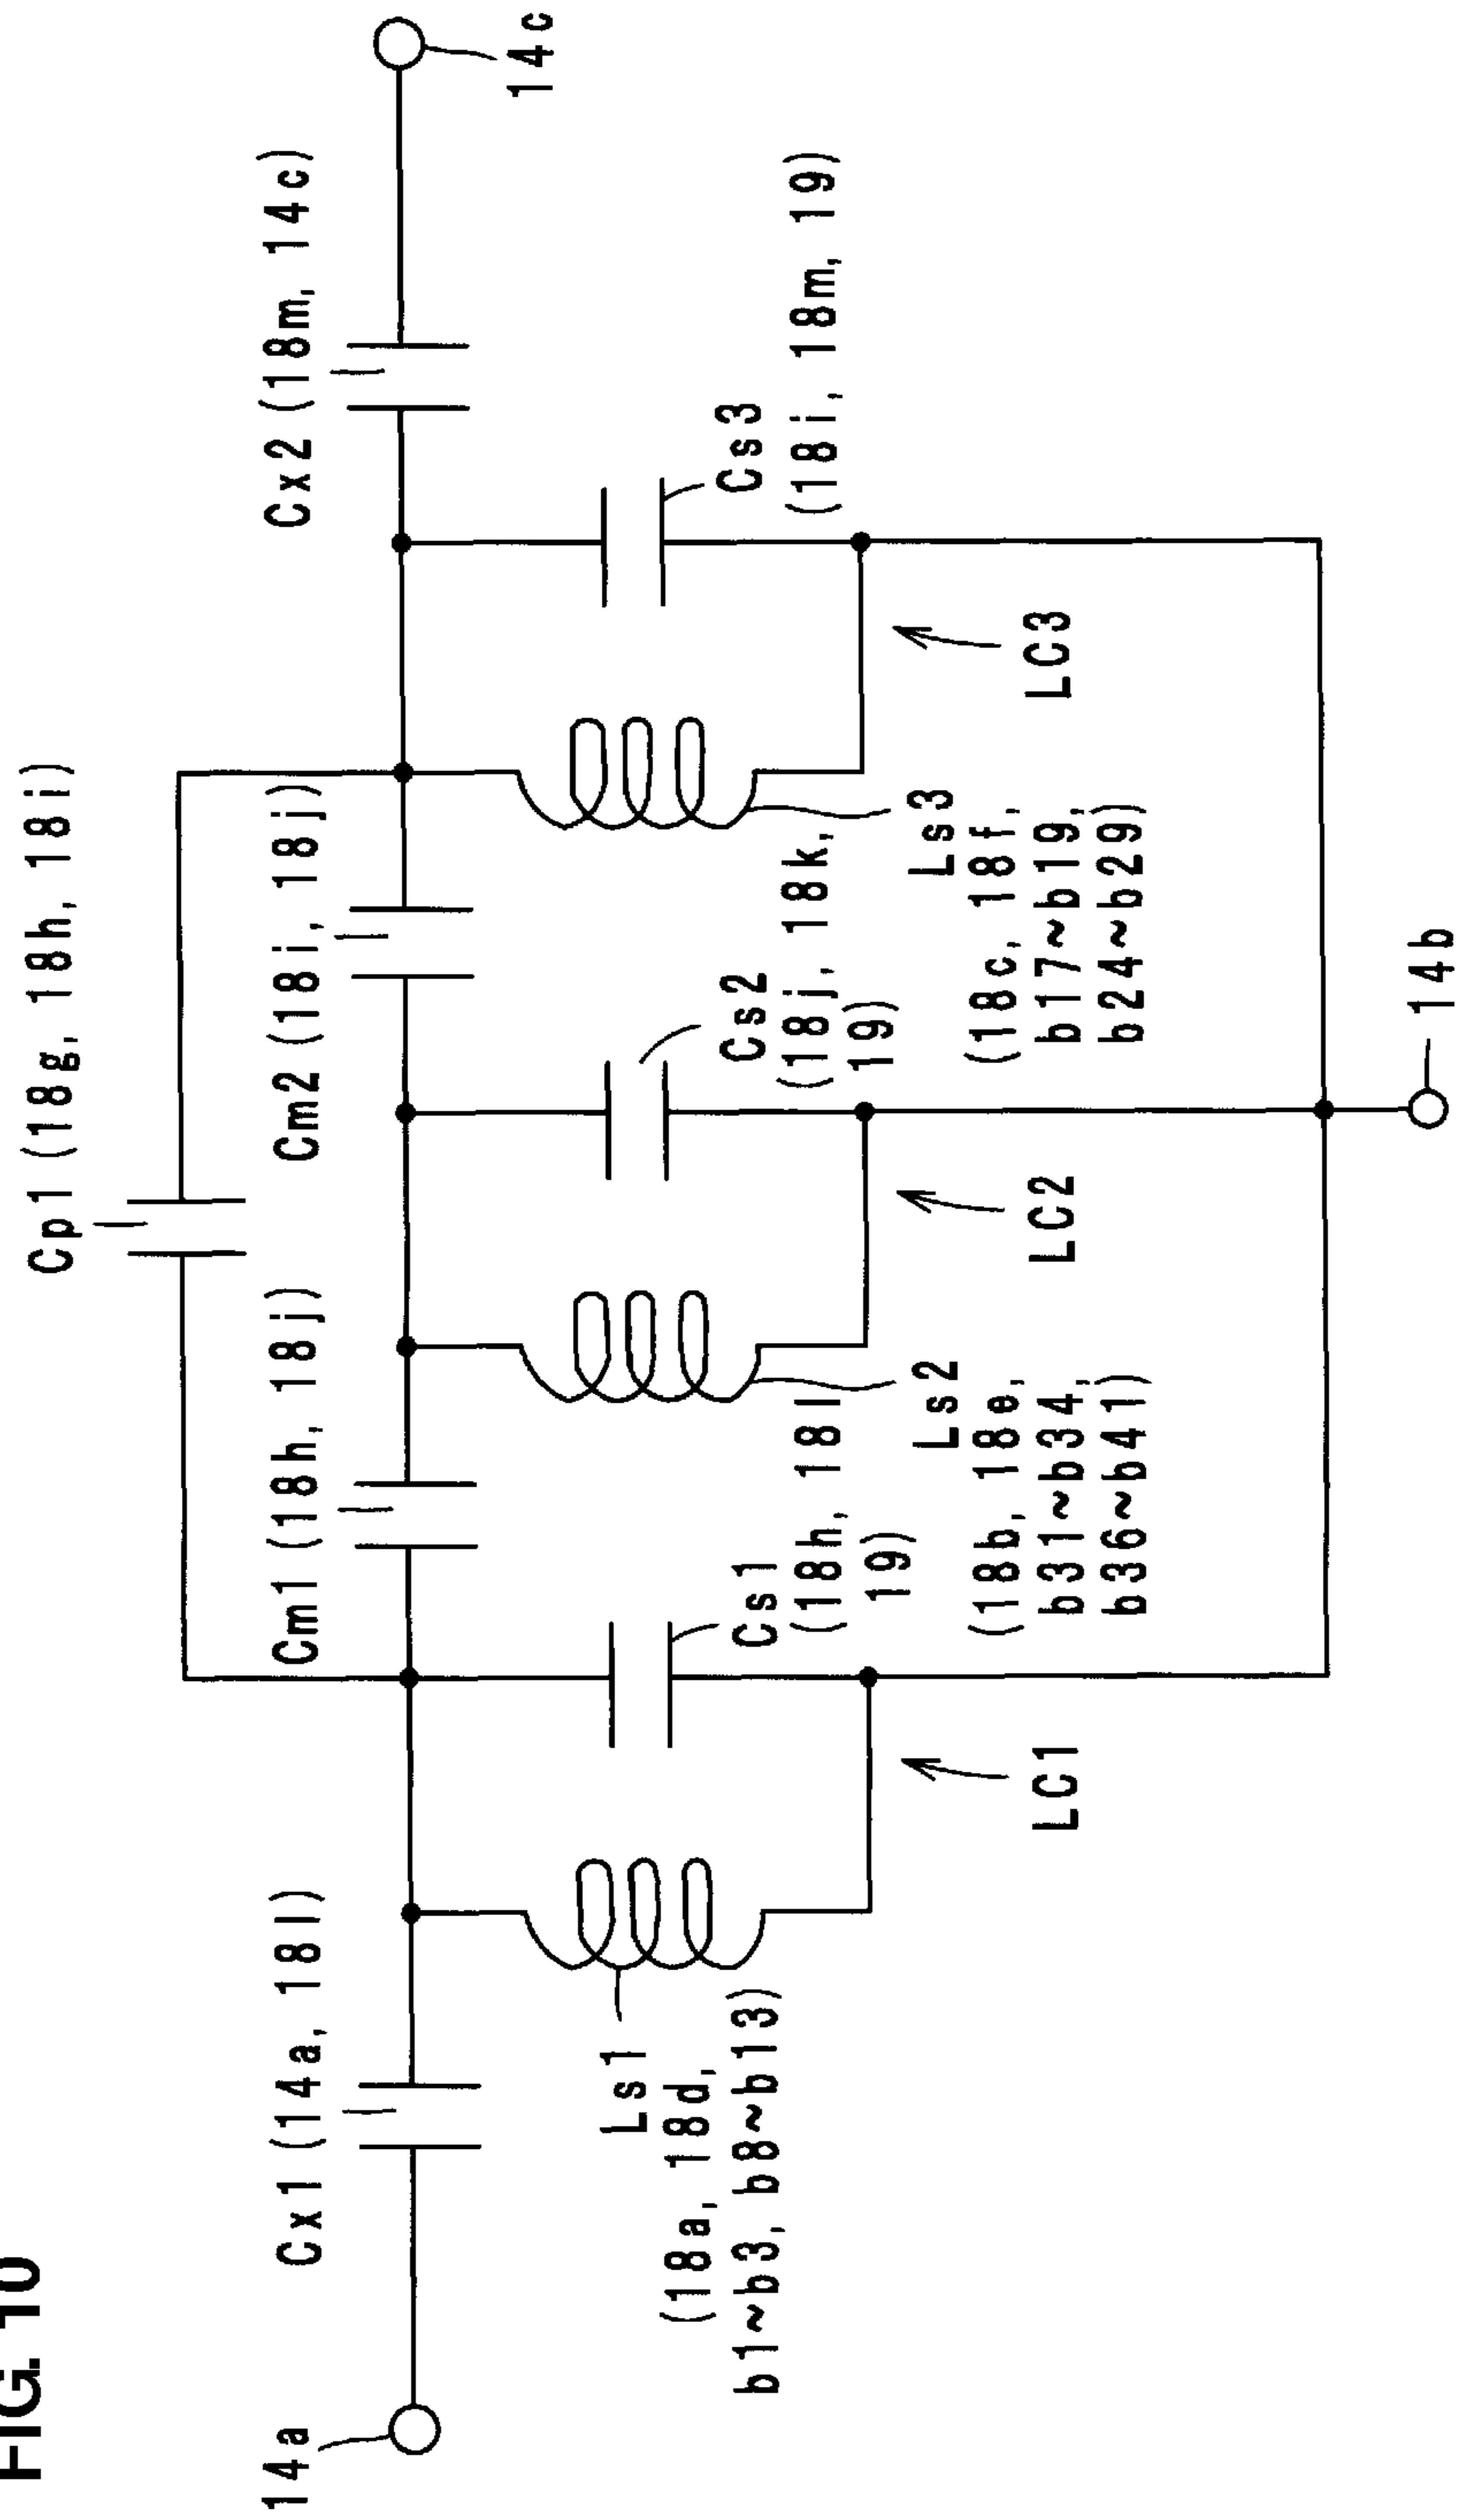 FIG. 10
Cp1 (18g, 18h, 18i)
Cx1 (14a, 18l)
Cm1 (18h, 18j)
Cm2 (18i, 18j)
Cx2 (18m, 14c)
14a
14c
Ls1
(18a, 18d,
b1~b3, b8~b13)
Cs1
(18h, 18l
19)
Ls2
(18b, 18e,
b31~b34,
b36~b41)
Cs2
(18j, 18k,
19)
Ls3
(18c, 18f,
b17~b19,
b24~b29)
Cs3
(18i, 18m, 19)
LC1
LC2
LC3
14b